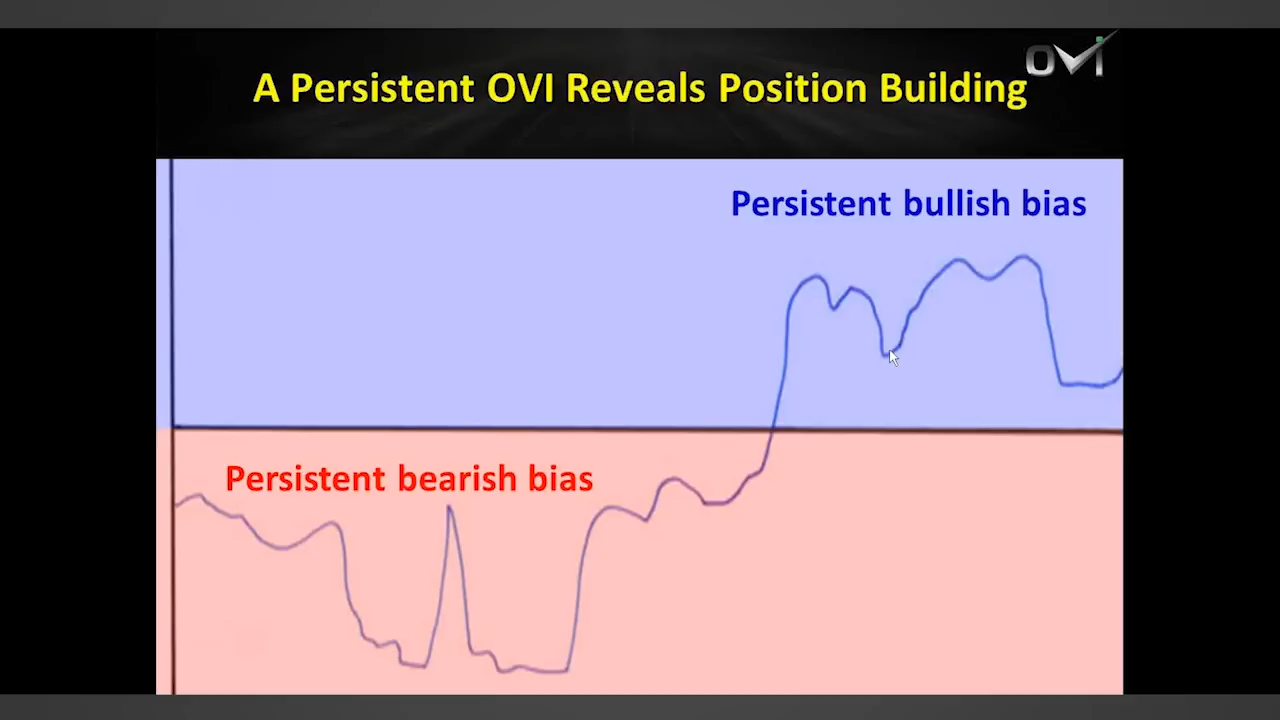 OVI
A Persistent OVI Reveals Position Building
Persistent bullish bias
Persistent bearish bias